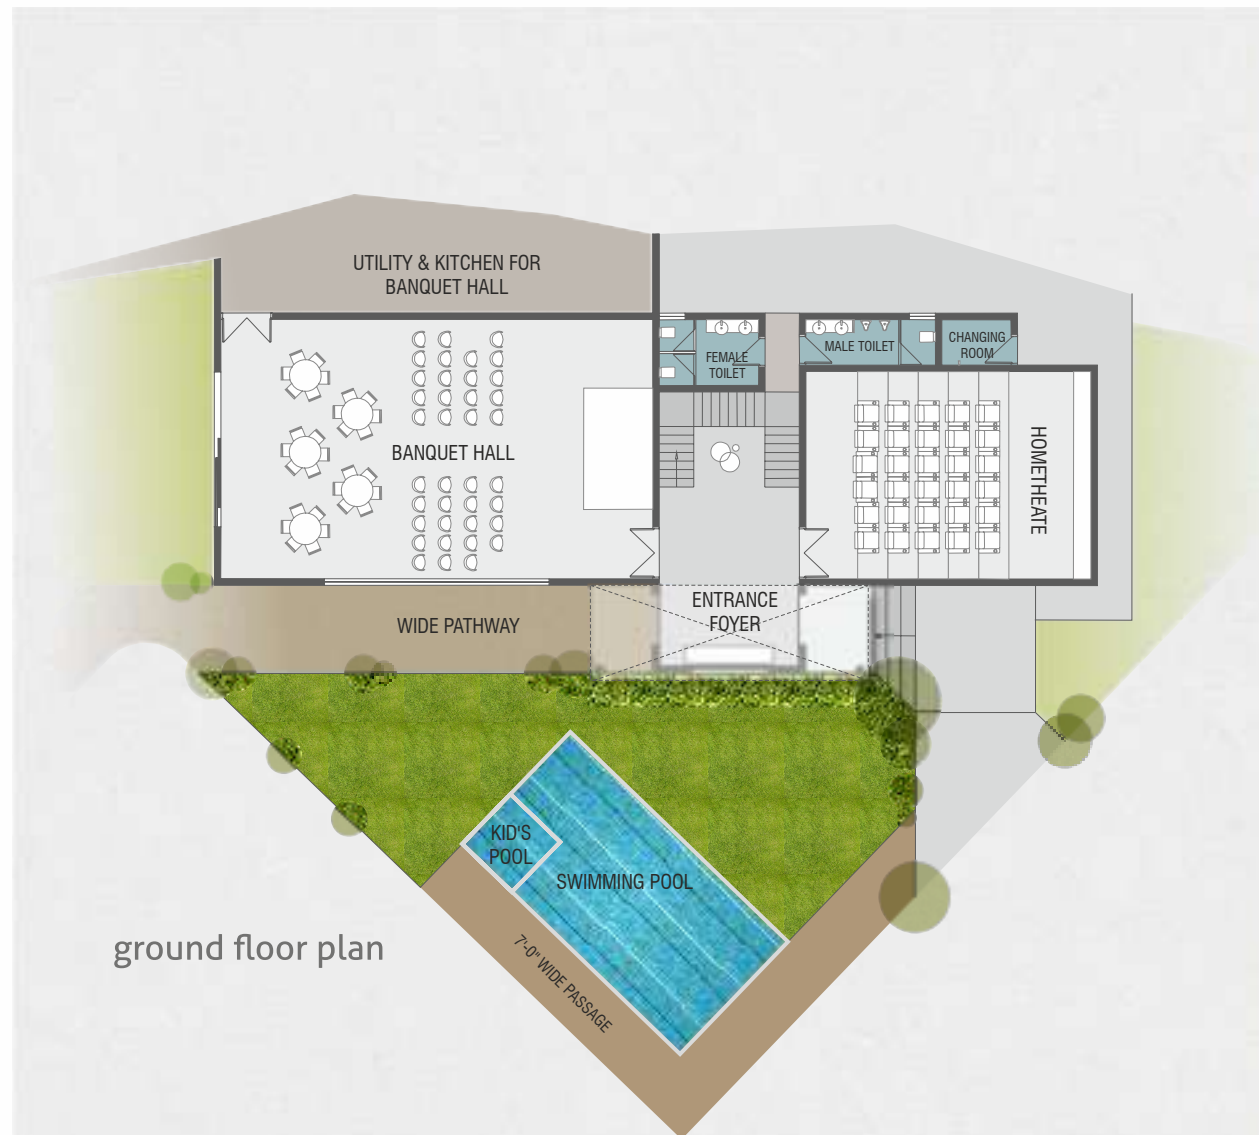 UTILITY & KITCHEN FOR
BANQUET HALL
FEMALE
TOILET
MALE TOILET
CHANGING
ROOM
BANQUET HALL
HOMETHEATE
ENTRANCE
FOYER
WIDE PATHWAY
KID'S
POOL
SWIMMING POOL
7'-0" WIDE PASSAGE
ground floor plan